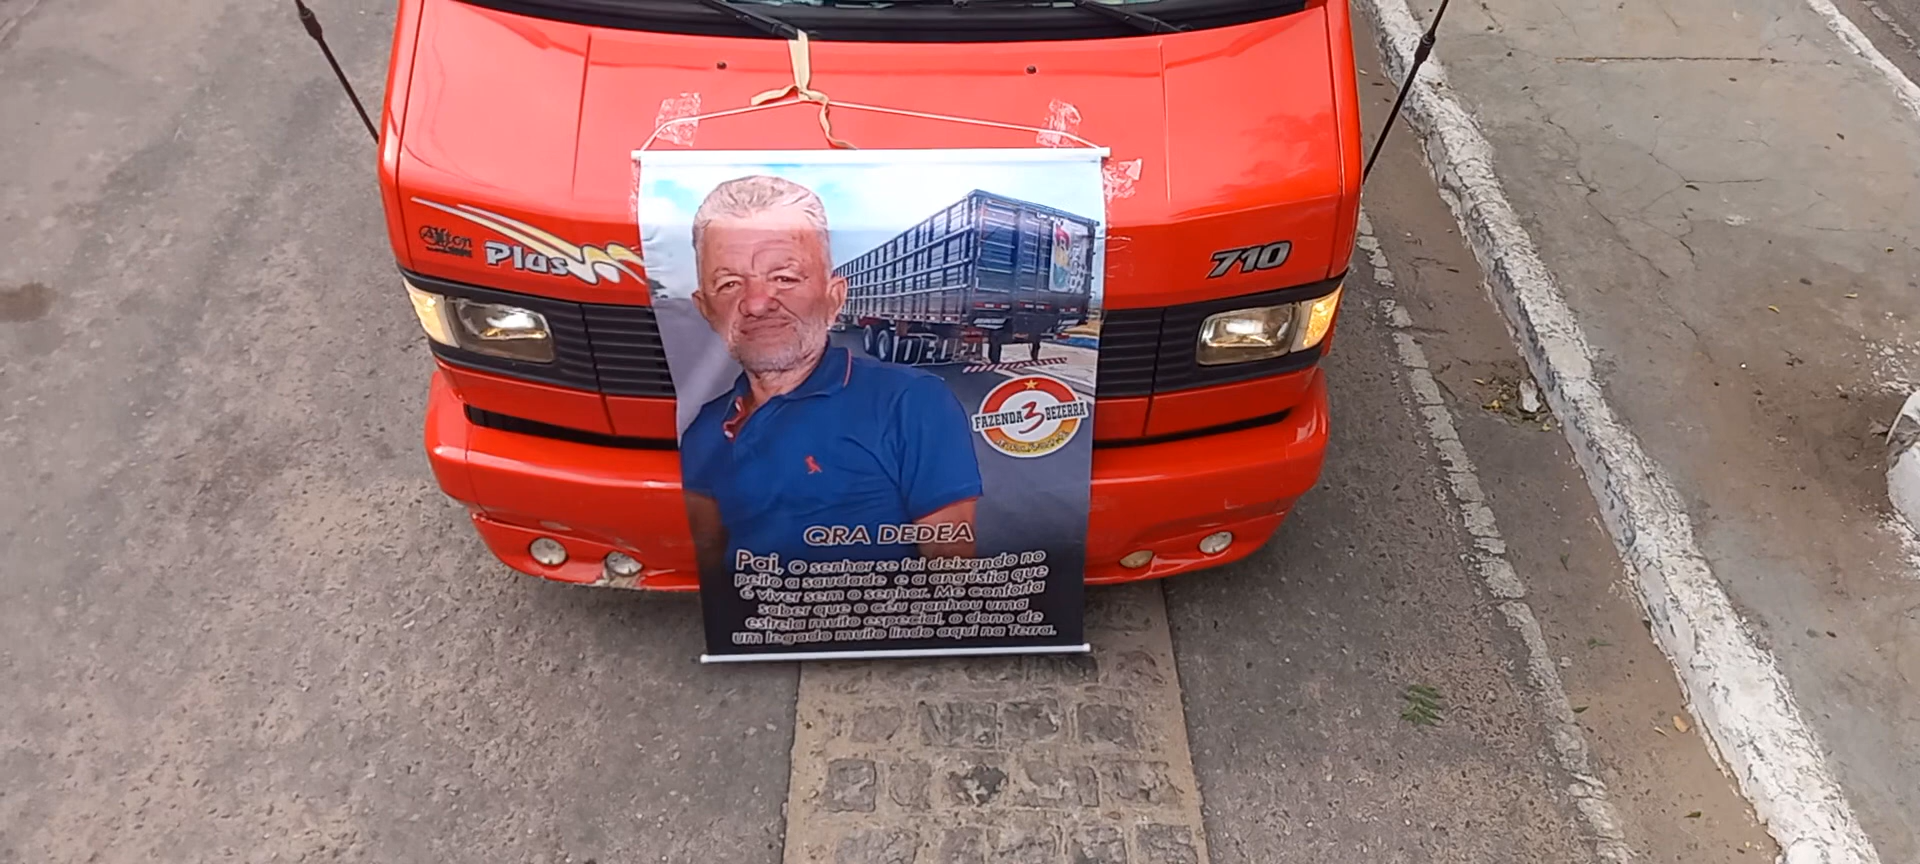 Plus
710
DEDEA
FAZENDA 3 BEZERRA
QRA DEDEA
Pai, O senhor se foi deixando no
peito a saudade e a angústia que
é viver sem o senhor. Me conforta
saber que o céu ganhou uma
estrela muito especial, o dono de
um legado muito lindo aqui na Terra.